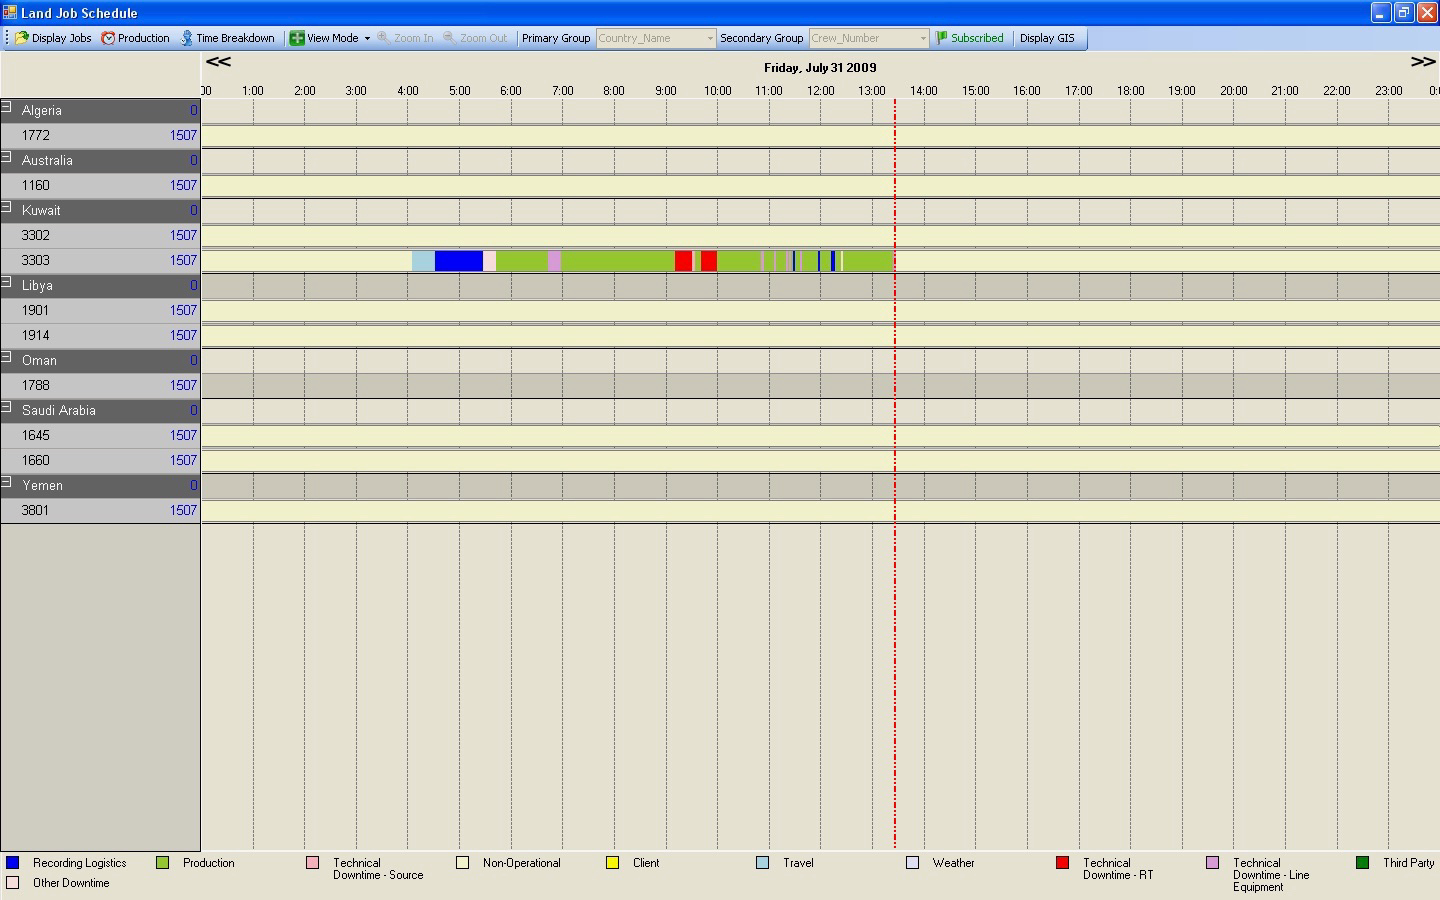 Land Job Schedule
Display Jobs Production Time Breakdown View Mode Zoom In Zoom Out Primary Group Country_Name Secondary Group Crew_Number Subscribed Display GIS
<< Friday, July 31 2009 >>
:00 1:00 2:00 3:00 4:00 5:00 6:00 7:00 8:00 9:00 10:00 11:00 12:00 13:00 14:00 15:00 16:00 17:00 18:00 19:00 20:00 21:00 22:00 23:00 0:
Algeria 0
1772 1507
Australia 0
1160 1507
Kuwait 0
3302 1507
3303 1507
Libya 0
1901 1507
1914 1507
Oman 0
1788 1507
Saudi Arabia 0
1645 1507
1660 1507
Yemen 0
3801 1507
Recording Logistics Production Technical Non-Operational Client Travel Weather Technical Technical Third Party
Downtime - Source Downtime - RT Downtime - Line
Equipment
Other Downtime